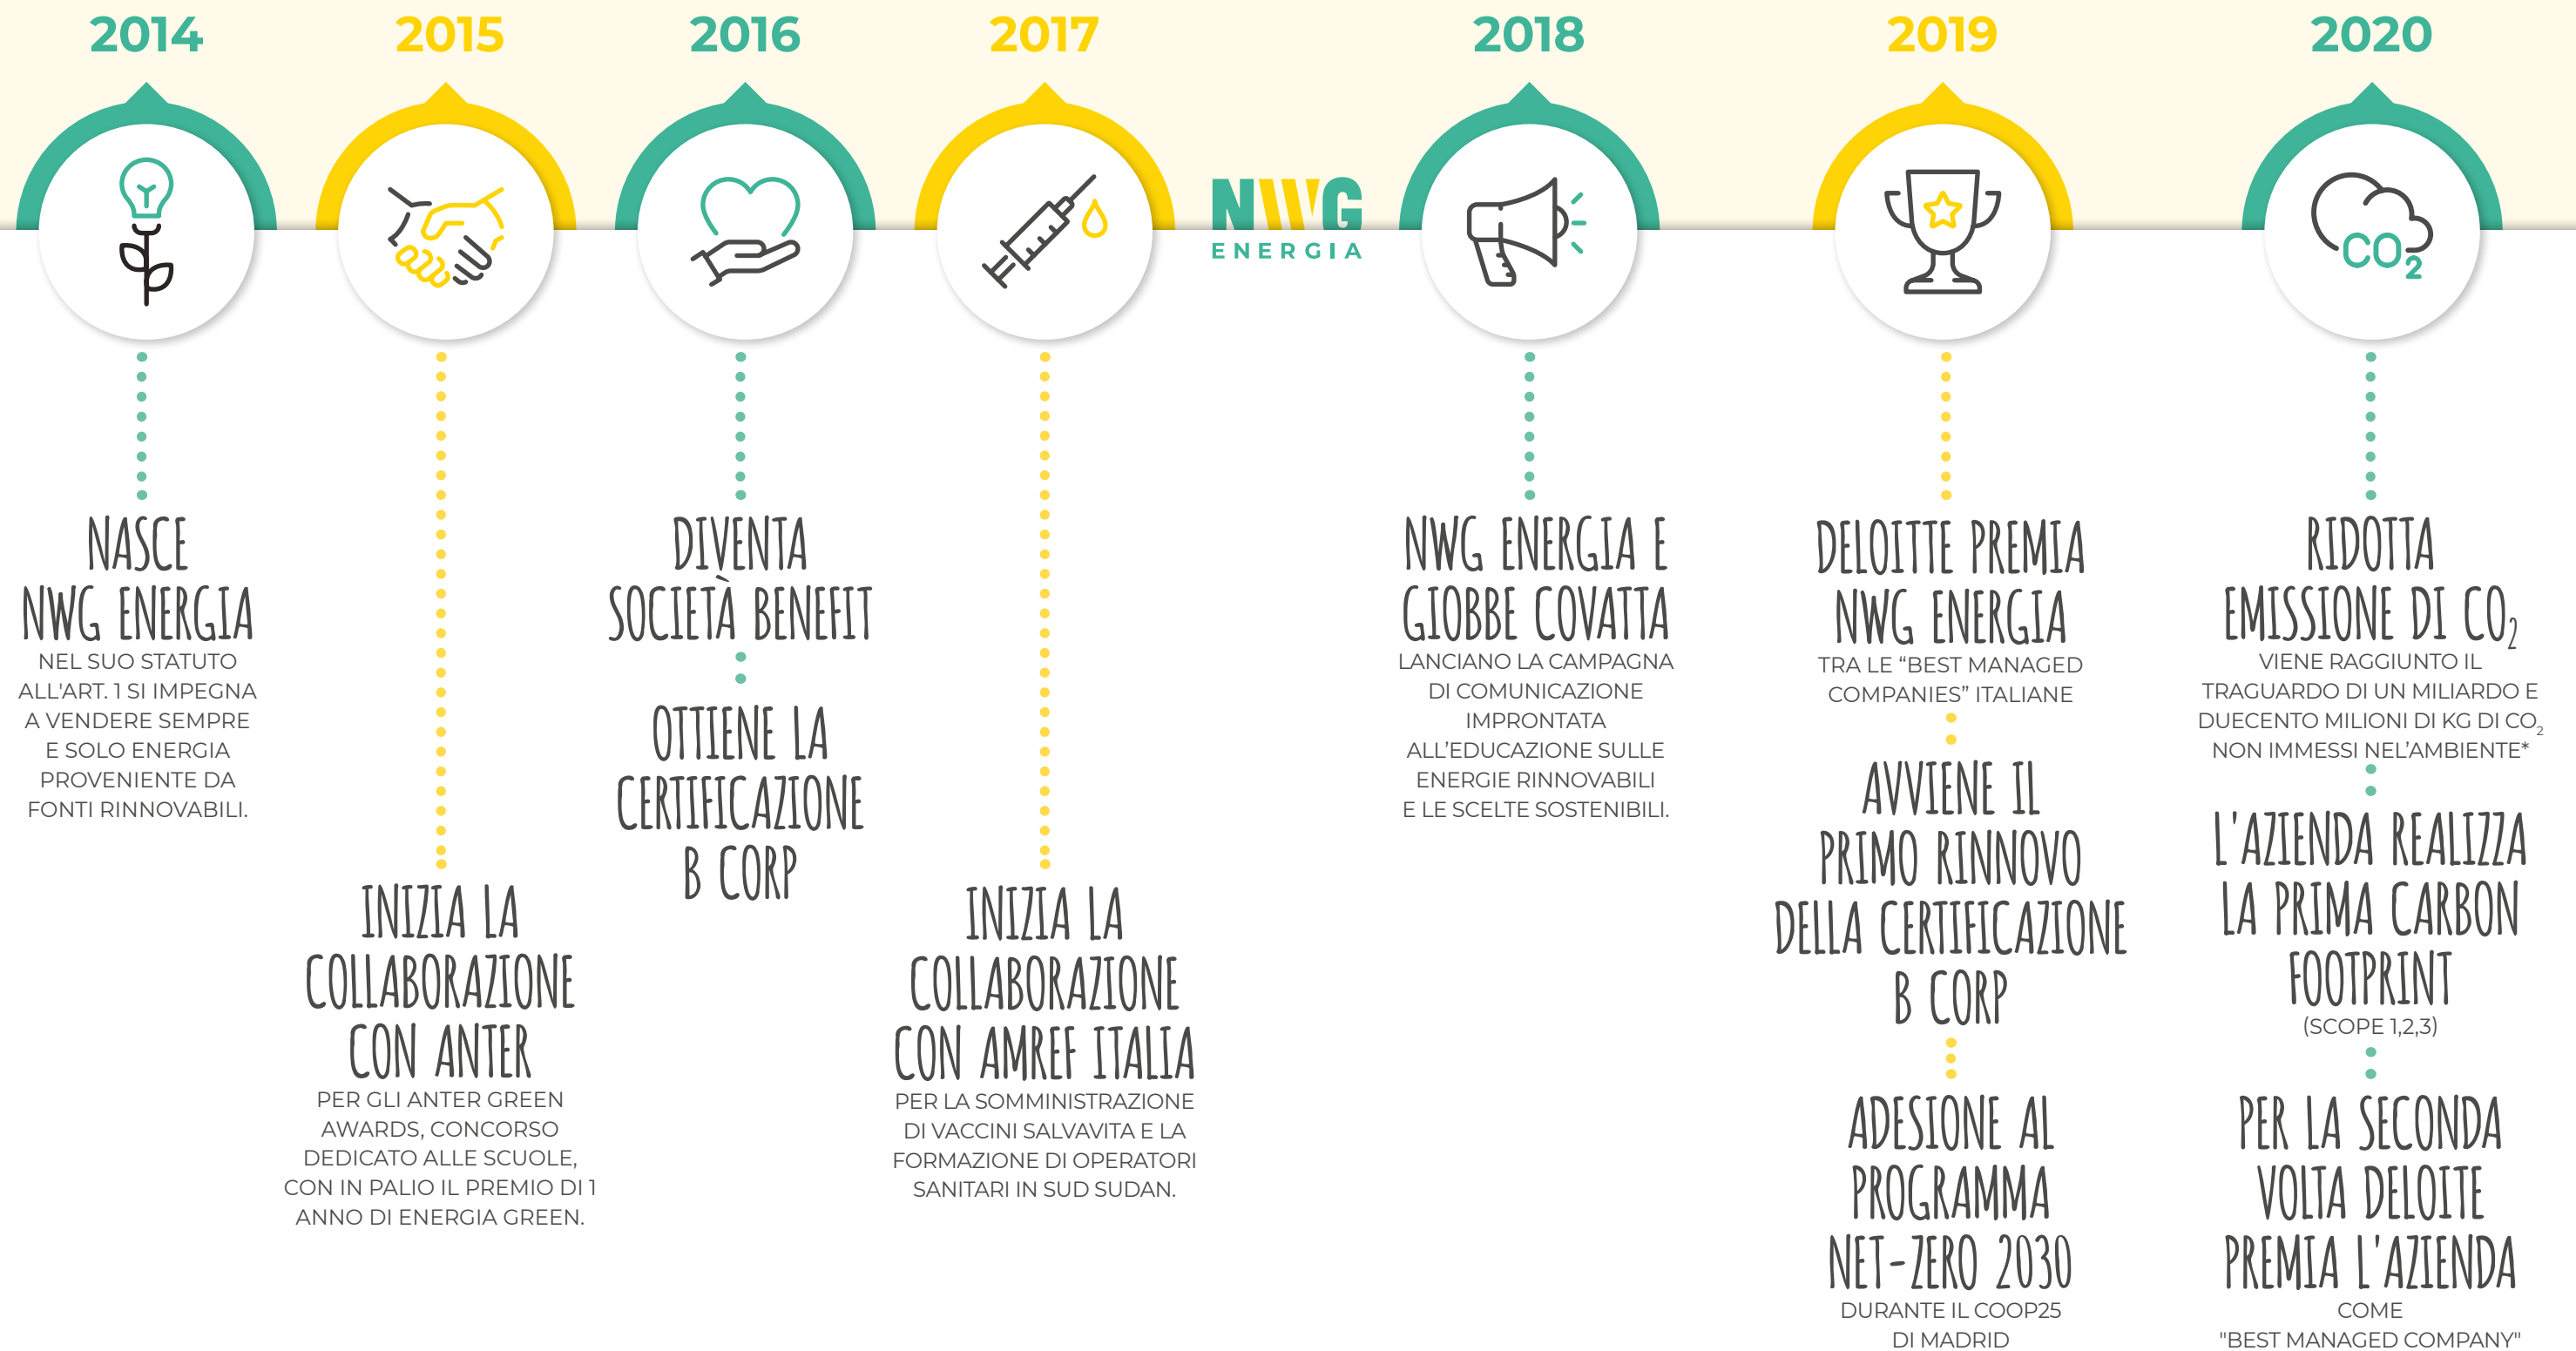 2014
NASCE
NWG ENERGIA
NEL SUO STATUTO
ALL'ART. 1 SI IMPEGNA
A VENDERE SEMPRE
E SOLO ENERGIA
PROVENIENTE DA
FONTI RINNOVABILI.
2015
INIZIA LA
COLLABORAZIONE
CON ANTER
PER GLI ANTER GREEN
AWARDS, CONCORSO
DEDICATO ALLE SCUOLE,
CON IN PALIO IL PREMIO DI 1
ANNO DI ENERGIA GREEN.
2016
DIVENTA
SOCIETÀ BENEFIT
OTTIENE LA
CERTIFICAZIONE
B CORP
2017
INIZIA LA
COLLABORAZIONE
CON AMREF ITALIA
PER LA SOMMINISTRAZIONE
DI VACCINI SALVAVITA E LA
FORMAZIONE DI OPERATORI
SANITARI IN SUD SUDAN.
NWG
ENERGIA
2018
NWG ENERGIA E
GIOBBE COVATTA
LANCIANO LA CAMPAGNA
DI COMUNICAZIONE
IMPRONTATA
ALL’EDUCAZIONE SULLE
ENERGIE RINNOVABILI
E LE SCELTE SOSTENIBILI.
2019
DELOITTE PREMIA
NWG ENERGIA
TRA LE “BEST MANAGED
COMPANIES” ITALIANE
AVVIENE IL
PRIMO RINNOVO
DELLA CERTIFICAZIONE
B CORP
ADESIONE AL
PROGRAMMA
NET-ZERO 2030
DURANTE IL COOP25
DI MADRID
2020
CO₂
RIDOTTA
EMISSIONE DI CO₂
VIENE RAGGIUNTO IL
TRAGUARDO DI UN MILIARDO E
DUECENTO MILIONI DI KG DI CO₂
NON IMMESSI NEL’AMBIENTE*
L'AZIENDA REALIZZA
LA PRIMA CARBON
FOOTPRINT
(SCOPE 1,2,3)
PER LA SECONDA
VOLTA DELOITE
PREMIA L'AZIENDA
COME
"BEST MANAGED COMPANY"